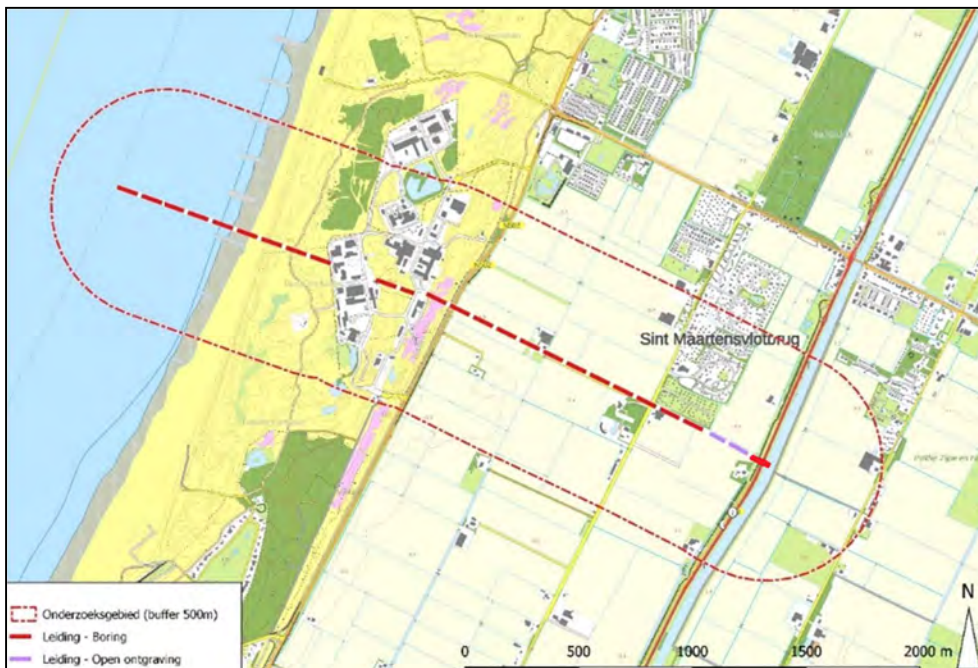 Sint Maartensvlotbrug
Onderzoeksgebied (buffer 500m)
Leiding - Boring
Leiding - Open ontgraving
N
0 500 1000 1500 2000 m